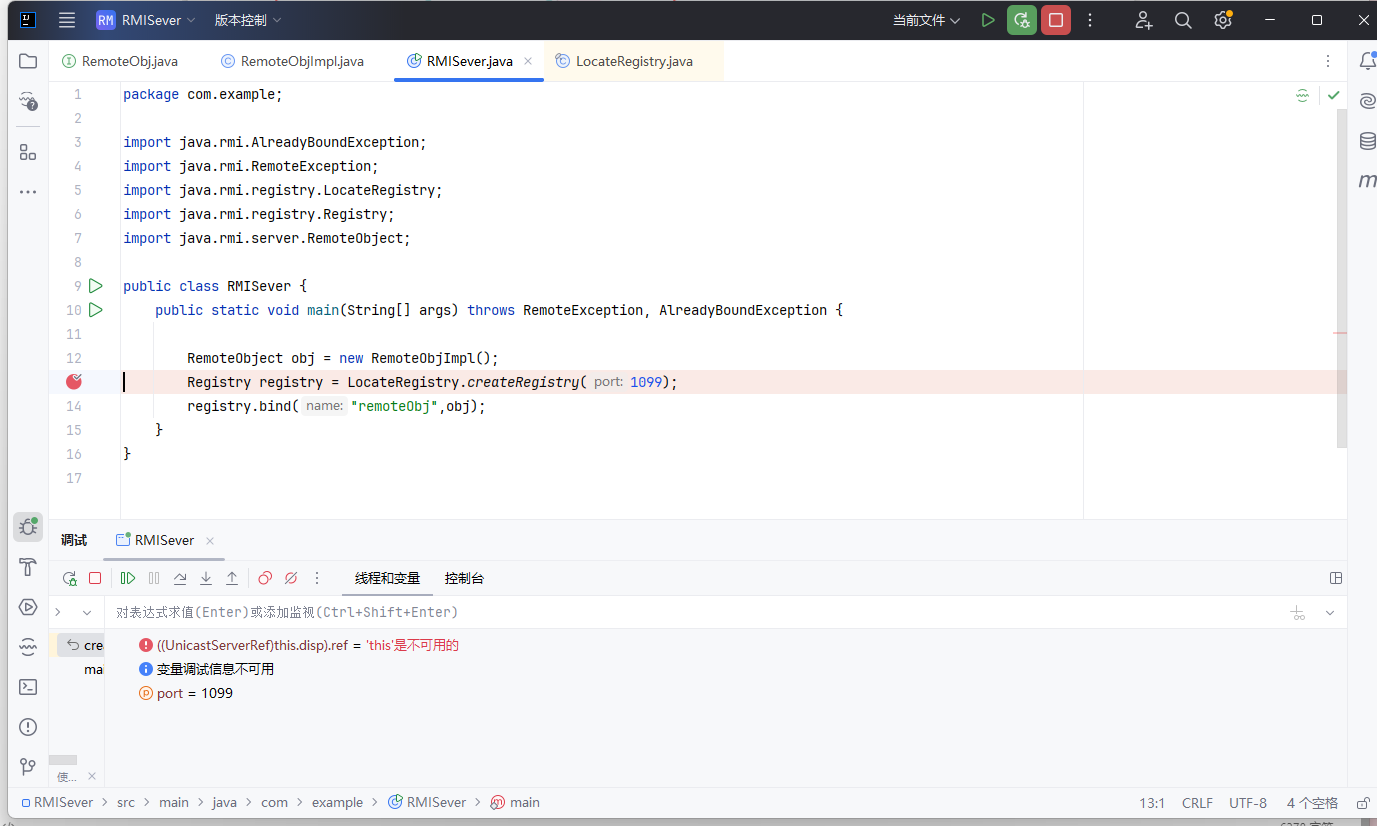 RM RMISever 版本控制 当前文件
RemoteObj.java RemoteObjImpl.java RMISever.java LocateRegistry.java
1 package com.example;
2
3 import java.rmi.AlreadyBoundException;
4 import java.rmi.RemoteException;
5 import java.rmi.registry.LocateRegistry;
6 import java.rmi.registry.Registry;
7 import java.rmi.server.RemoteObject;
8
9 public class RMISever {
10 public static void main(String[] args) throws RemoteException, AlreadyBoundException {
11
12 RemoteObject obj = new RemoteObjImpl();
Registry registry = LocateRegistry.createRegistry( port: 1099);
14 registry.bind( name: "remoteObj",obj);
15 }
16 }
17
调试 RMISever
线程和变量 控制台
对表达式求值(Enter)或添加监视(Ctrl+Shift+Enter)
cre
((UnicastServerRef)this.disp).ref = 'this'是不可用的
ma
变量调试信息不可用
port = 1099
使...
RMISever > src > main > java > com > example > RMISever > main 13:1 CRLF UTF-8 4 个空格